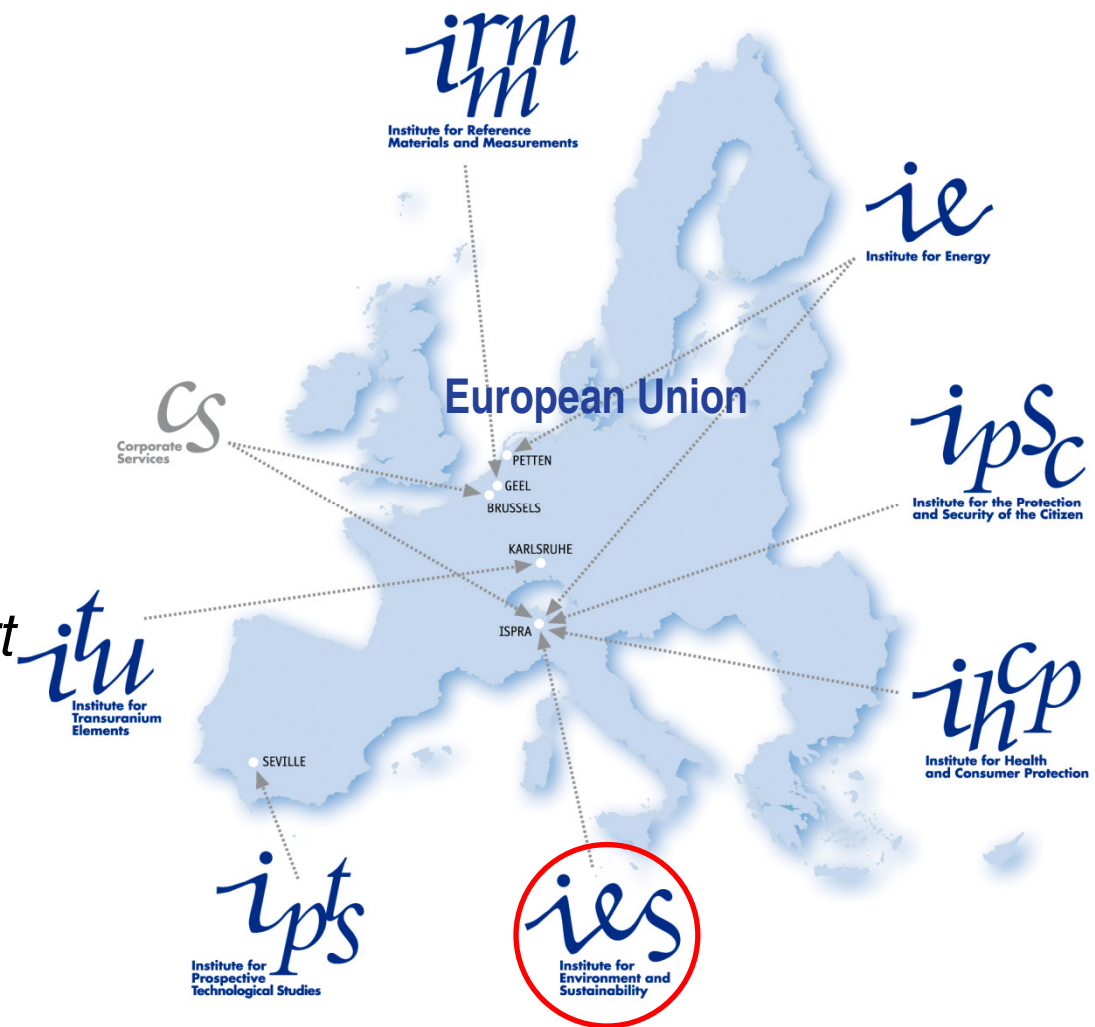 irmm
Institute for Reference
Materials and Measurements
ie
Institute for Energy
European Union
cs
Corporate
Services
ipsc
Institute for the Protection
and Security of the Citizen
PETTEN
GEEL
BRUSSELS
KARLSRUHE
ISPRA
rt
itu
Institute for
Transuranium
Elements
ihcp
Institute for Health
and Consumer Protection
SEVILLE
ipts
Institute for
Prospective
Technological Studies
ies
Institute for
Environment and
Sustainability